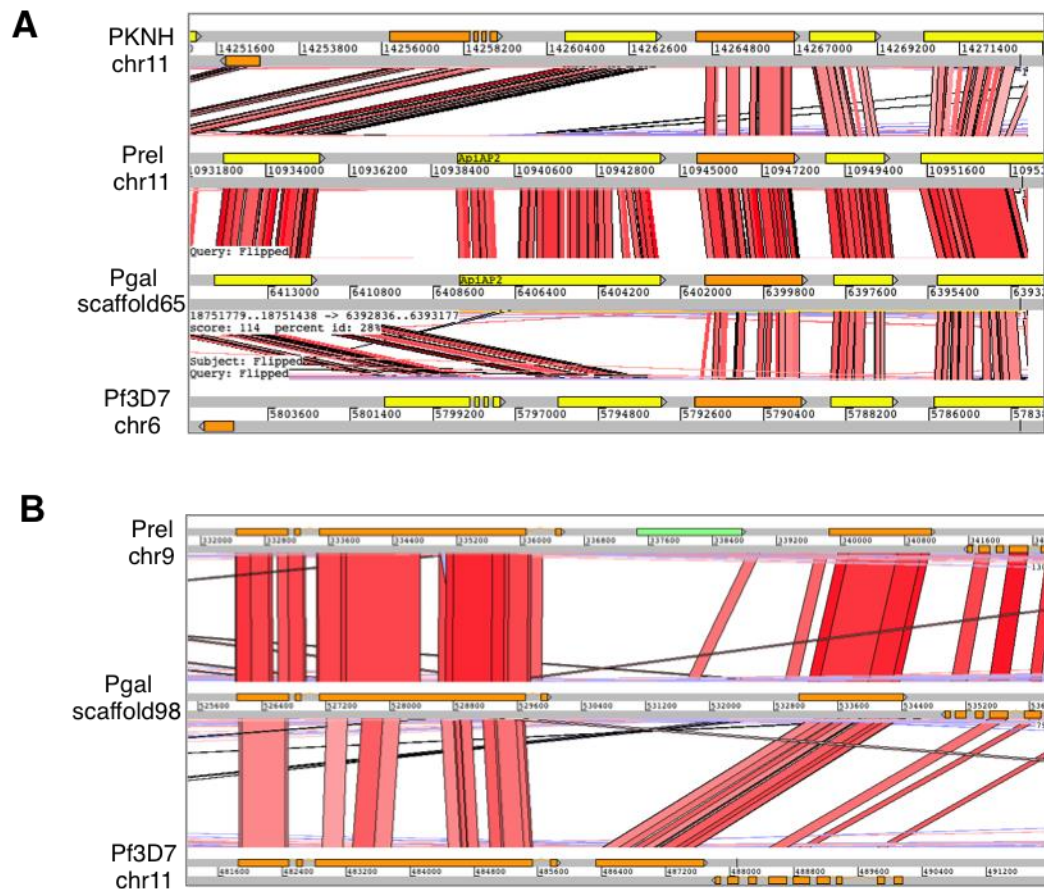 A
PKNH
chr11
14251600 14253800 14256000 14258200 14260400 14262600 14264800 14267000 14269200 14271400
Prel
chr11
ApiAP2
10931800 10934000 10936200 10938400 10940600 10942800 10945000 10947200 10949400 10951600
Query: Flipped
Pgal
scaffold65
ApiAP2
6413000 6410800 6408600 6406400 6404200 6402000 6399800 6397600 6395400
18751779..18751438 -> 6392836..6393177
score: 114 percent id: 28%
Subject: Flipped
Query: Flipped
Pf3D7
chr6
5803600 5801400 5799200 5797000 5794800 5792600 5790400 5788200 5786000
B
Prel
chr9
332000 332800 333600 334400 335200 336000 336800 337600 338400 339200 340000 340800 341600
Pgal
scaffold98
525600 526400 527200 528000 528800 529600 530400 531200 532000 532800 533600 534400 535200
Pf3D7
chr11
481600 482400 483200 484000 484800 485600 486400 487200 488000 488800 489600 490400 491200